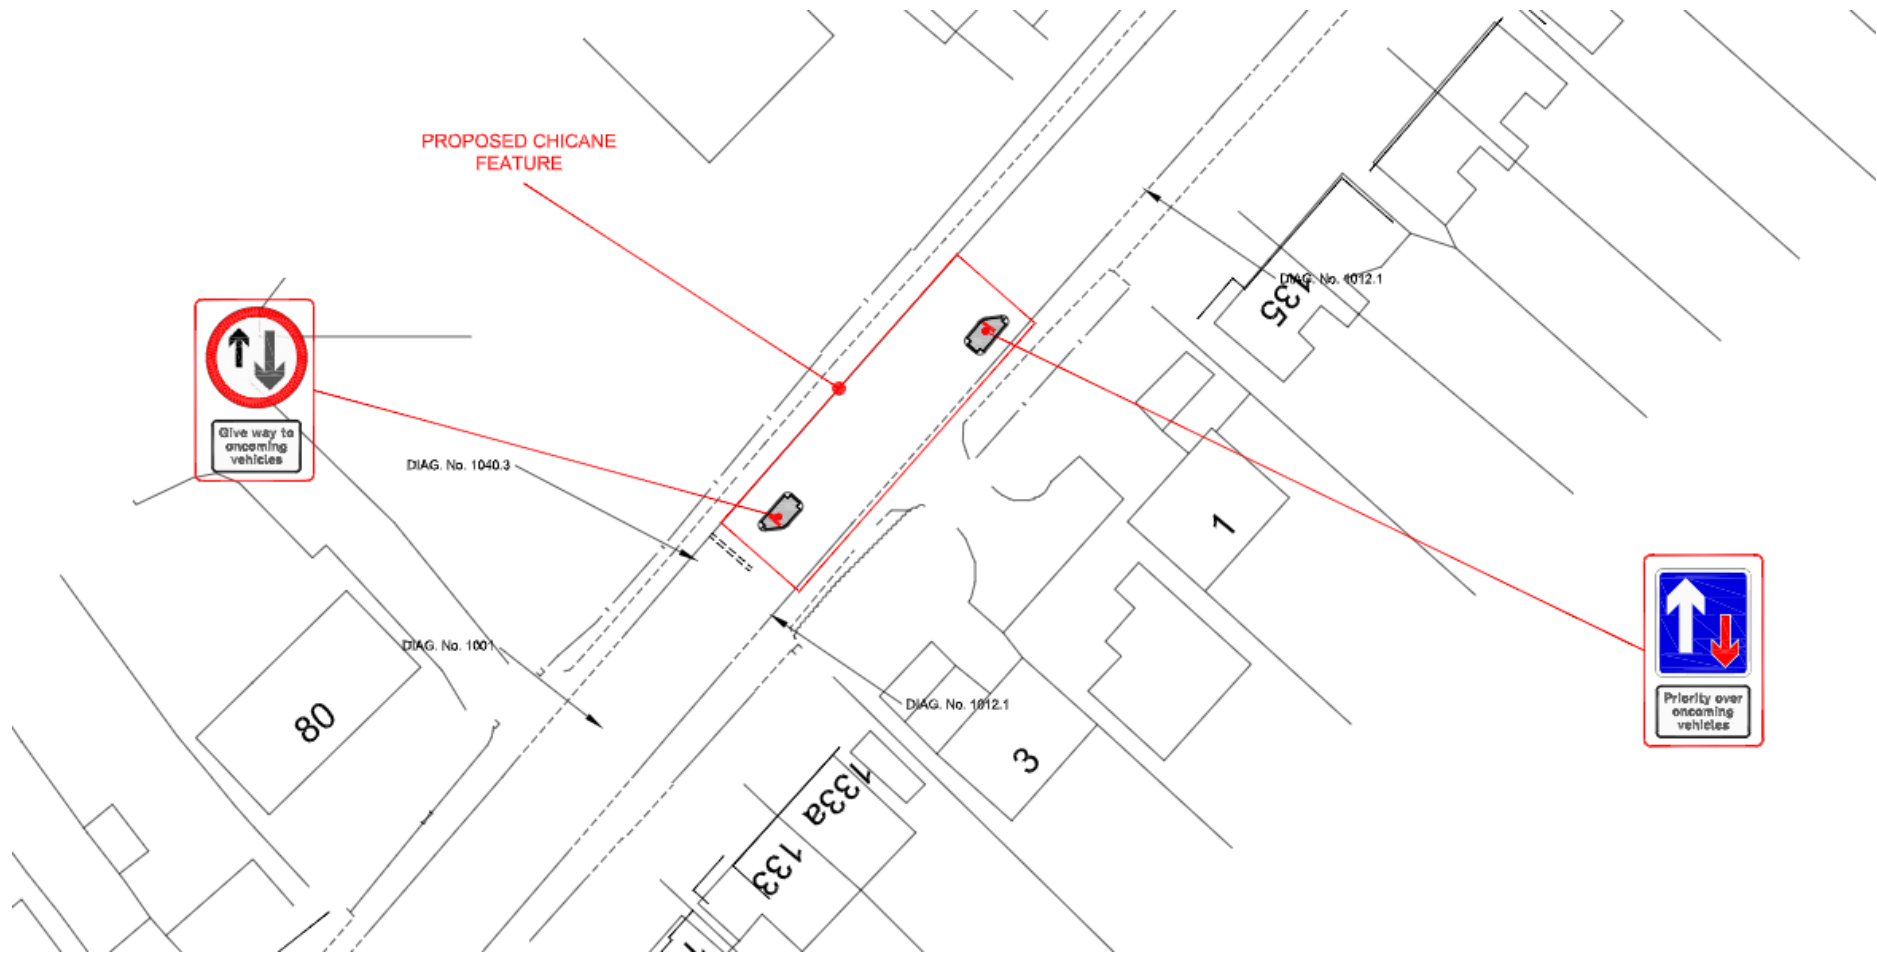 PROPOSED CHICANE
FEATURE
DIAG. No. 1012.1
135
Give way to
oncoming
vehicles
DIAG. No. 1040.3
1
DIAG. No. 1001
80
DIAG. No. 1012.1
Priority over
oncoming
vehicles
3
133a
133